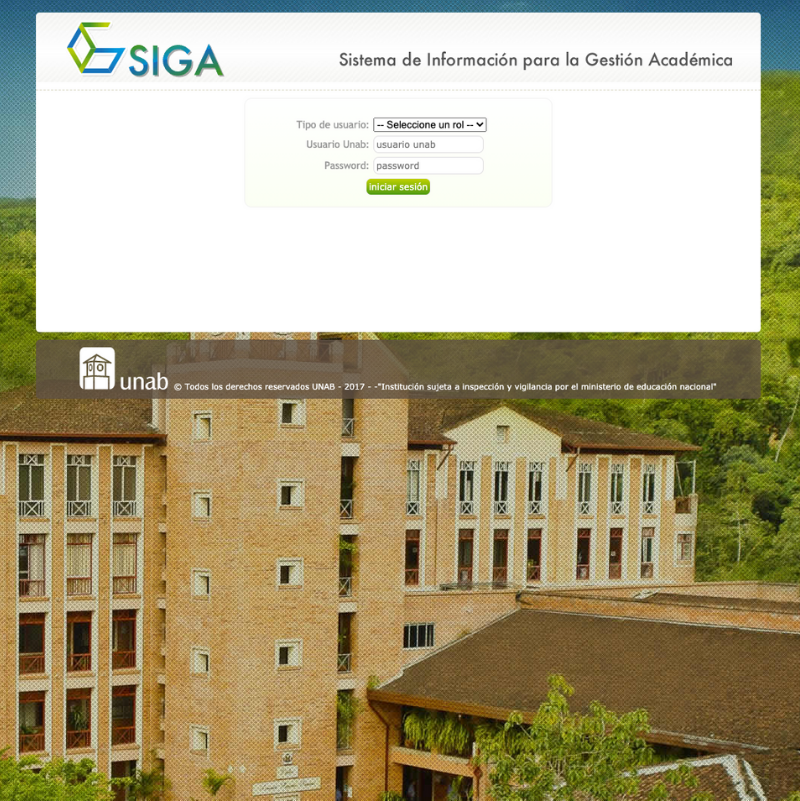 SIGA
Sistema de Información para la Gestión Académica
Tipo de usuario: -- Seleccione un rol --
Usuario Unab: usuario unab
Password: password
iniciar sesión
unab © Todos los derechos reservados UNAB - 2017 - -"Institución sujeta a inspección y vigilancia por el ministerio de educación nacional"